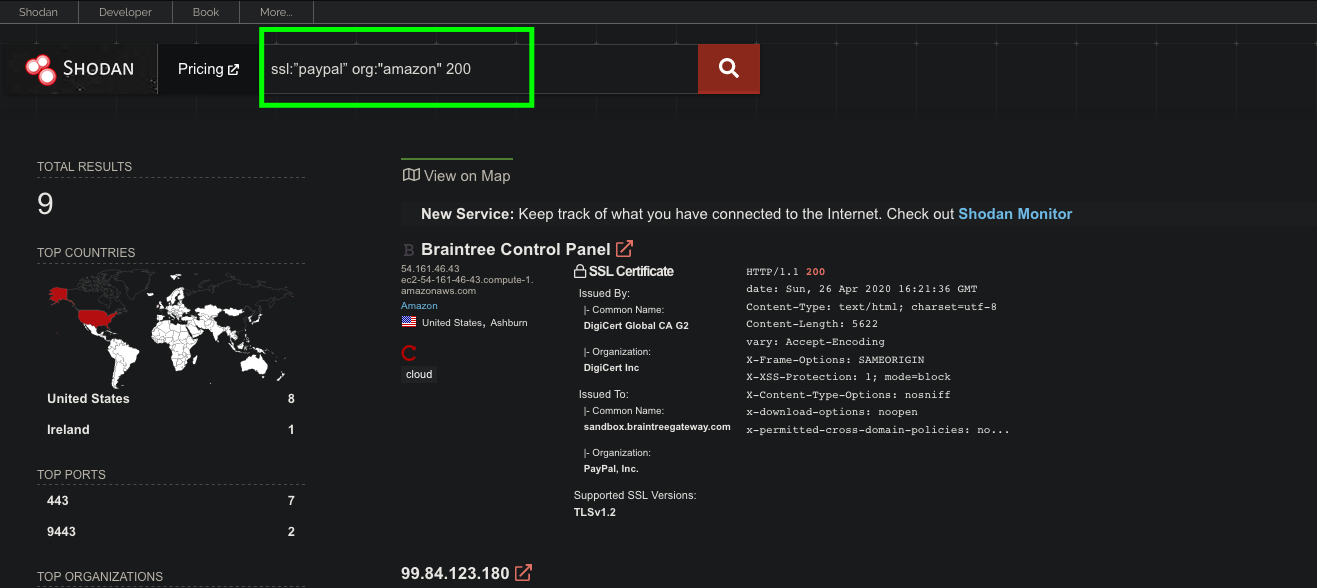 Shodan Developer Book More...
SHODAN Pricing ssl:”paypal” org:"amazon" 200
TOTAL RESULTS
9
TOP COUNTRIES
United States 8
Ireland 1
TOP PORTS
443 7
9443 2
TOP ORGANIZATIONS
View on Map
New Service: Keep track of what you have connected to the Internet. Check out Shodan Monitor
B Braintree Control Panel
54.161.46.43
ec2-54-161-46-43.compute-1.
amazonaws.com
Amazon
United States, Ashburn
cloud
SSL Certificate
Issued By:
|- Common Name:
DigiCert Global CA G2
|- Organization:
DigiCert Inc
Issued To:
|- Common Name:
sandbox.braintreegateway.com
|- Organization:
PayPal, Inc.
Supported SSL Versions:
TLSv1.2
HTTP/1.1 200
date: Sun, 26 Apr 2020 16:21:36 GMT
Content-Type: text/html; charset=utf-8
Content-Length: 5622
vary: Accept-Encoding
X-Frame-Options: SAMEORIGIN
X-XSS-Protection: 1; mode=block
X-Content-Type-Options: nosniff
x-download-options: noopen
x-permitted-cross-domain-policies: no...
99.84.123.180